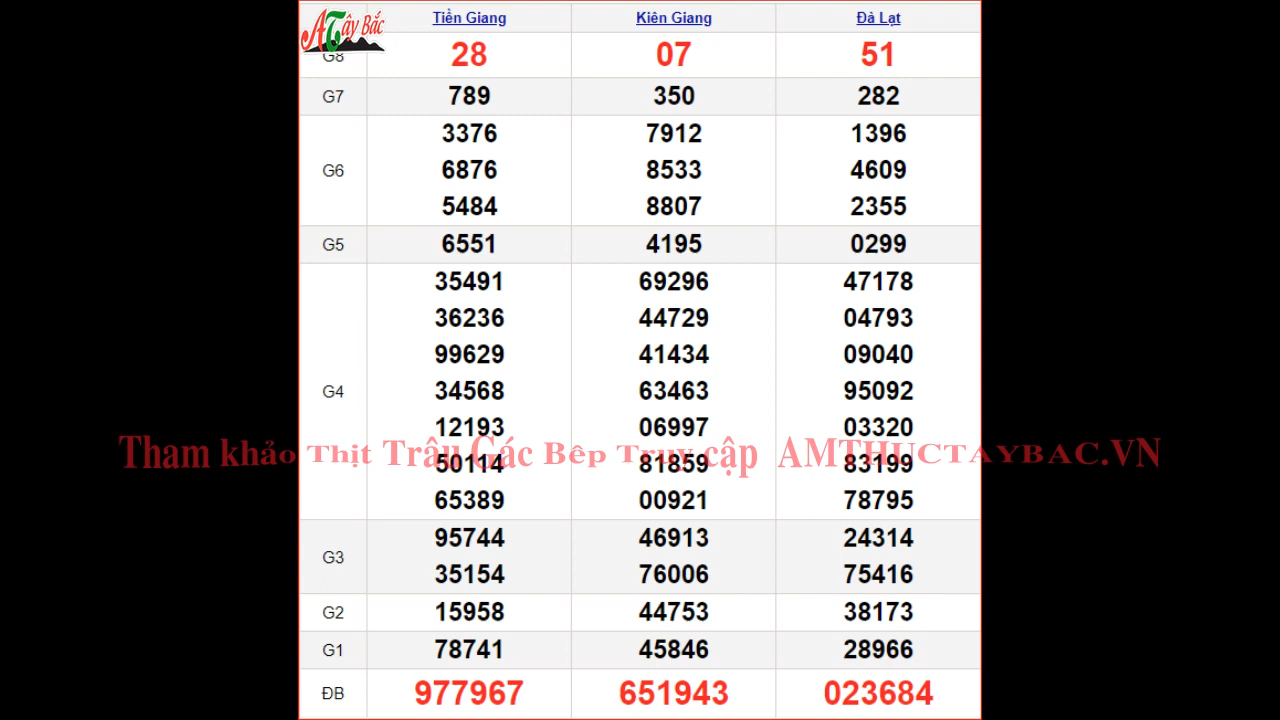 ATây Bắc
Tiền Giang Kiên Giang Đà Lạt
G8 28 07 51
G7 789 350 282
3376 7912 1396
G6 6876 8533 4609
5484 8807 2355
G5 6551 4195 0299
35491 69296 47178
36236 44729 04793
99629 41434 09040
G4 34568 63463 95092
12193 06997 03320
Tham khảo Thịt Trâu Gác Bếp Truy cập AMTHUCTAYBAC.VN
50114 81859 83199
65389 00921 78795
G3 95744 46913 24314
35154 76006 75416
G2 15958 44753 38173
G1 78741 45846 28966
ĐB 977967 651943 023684